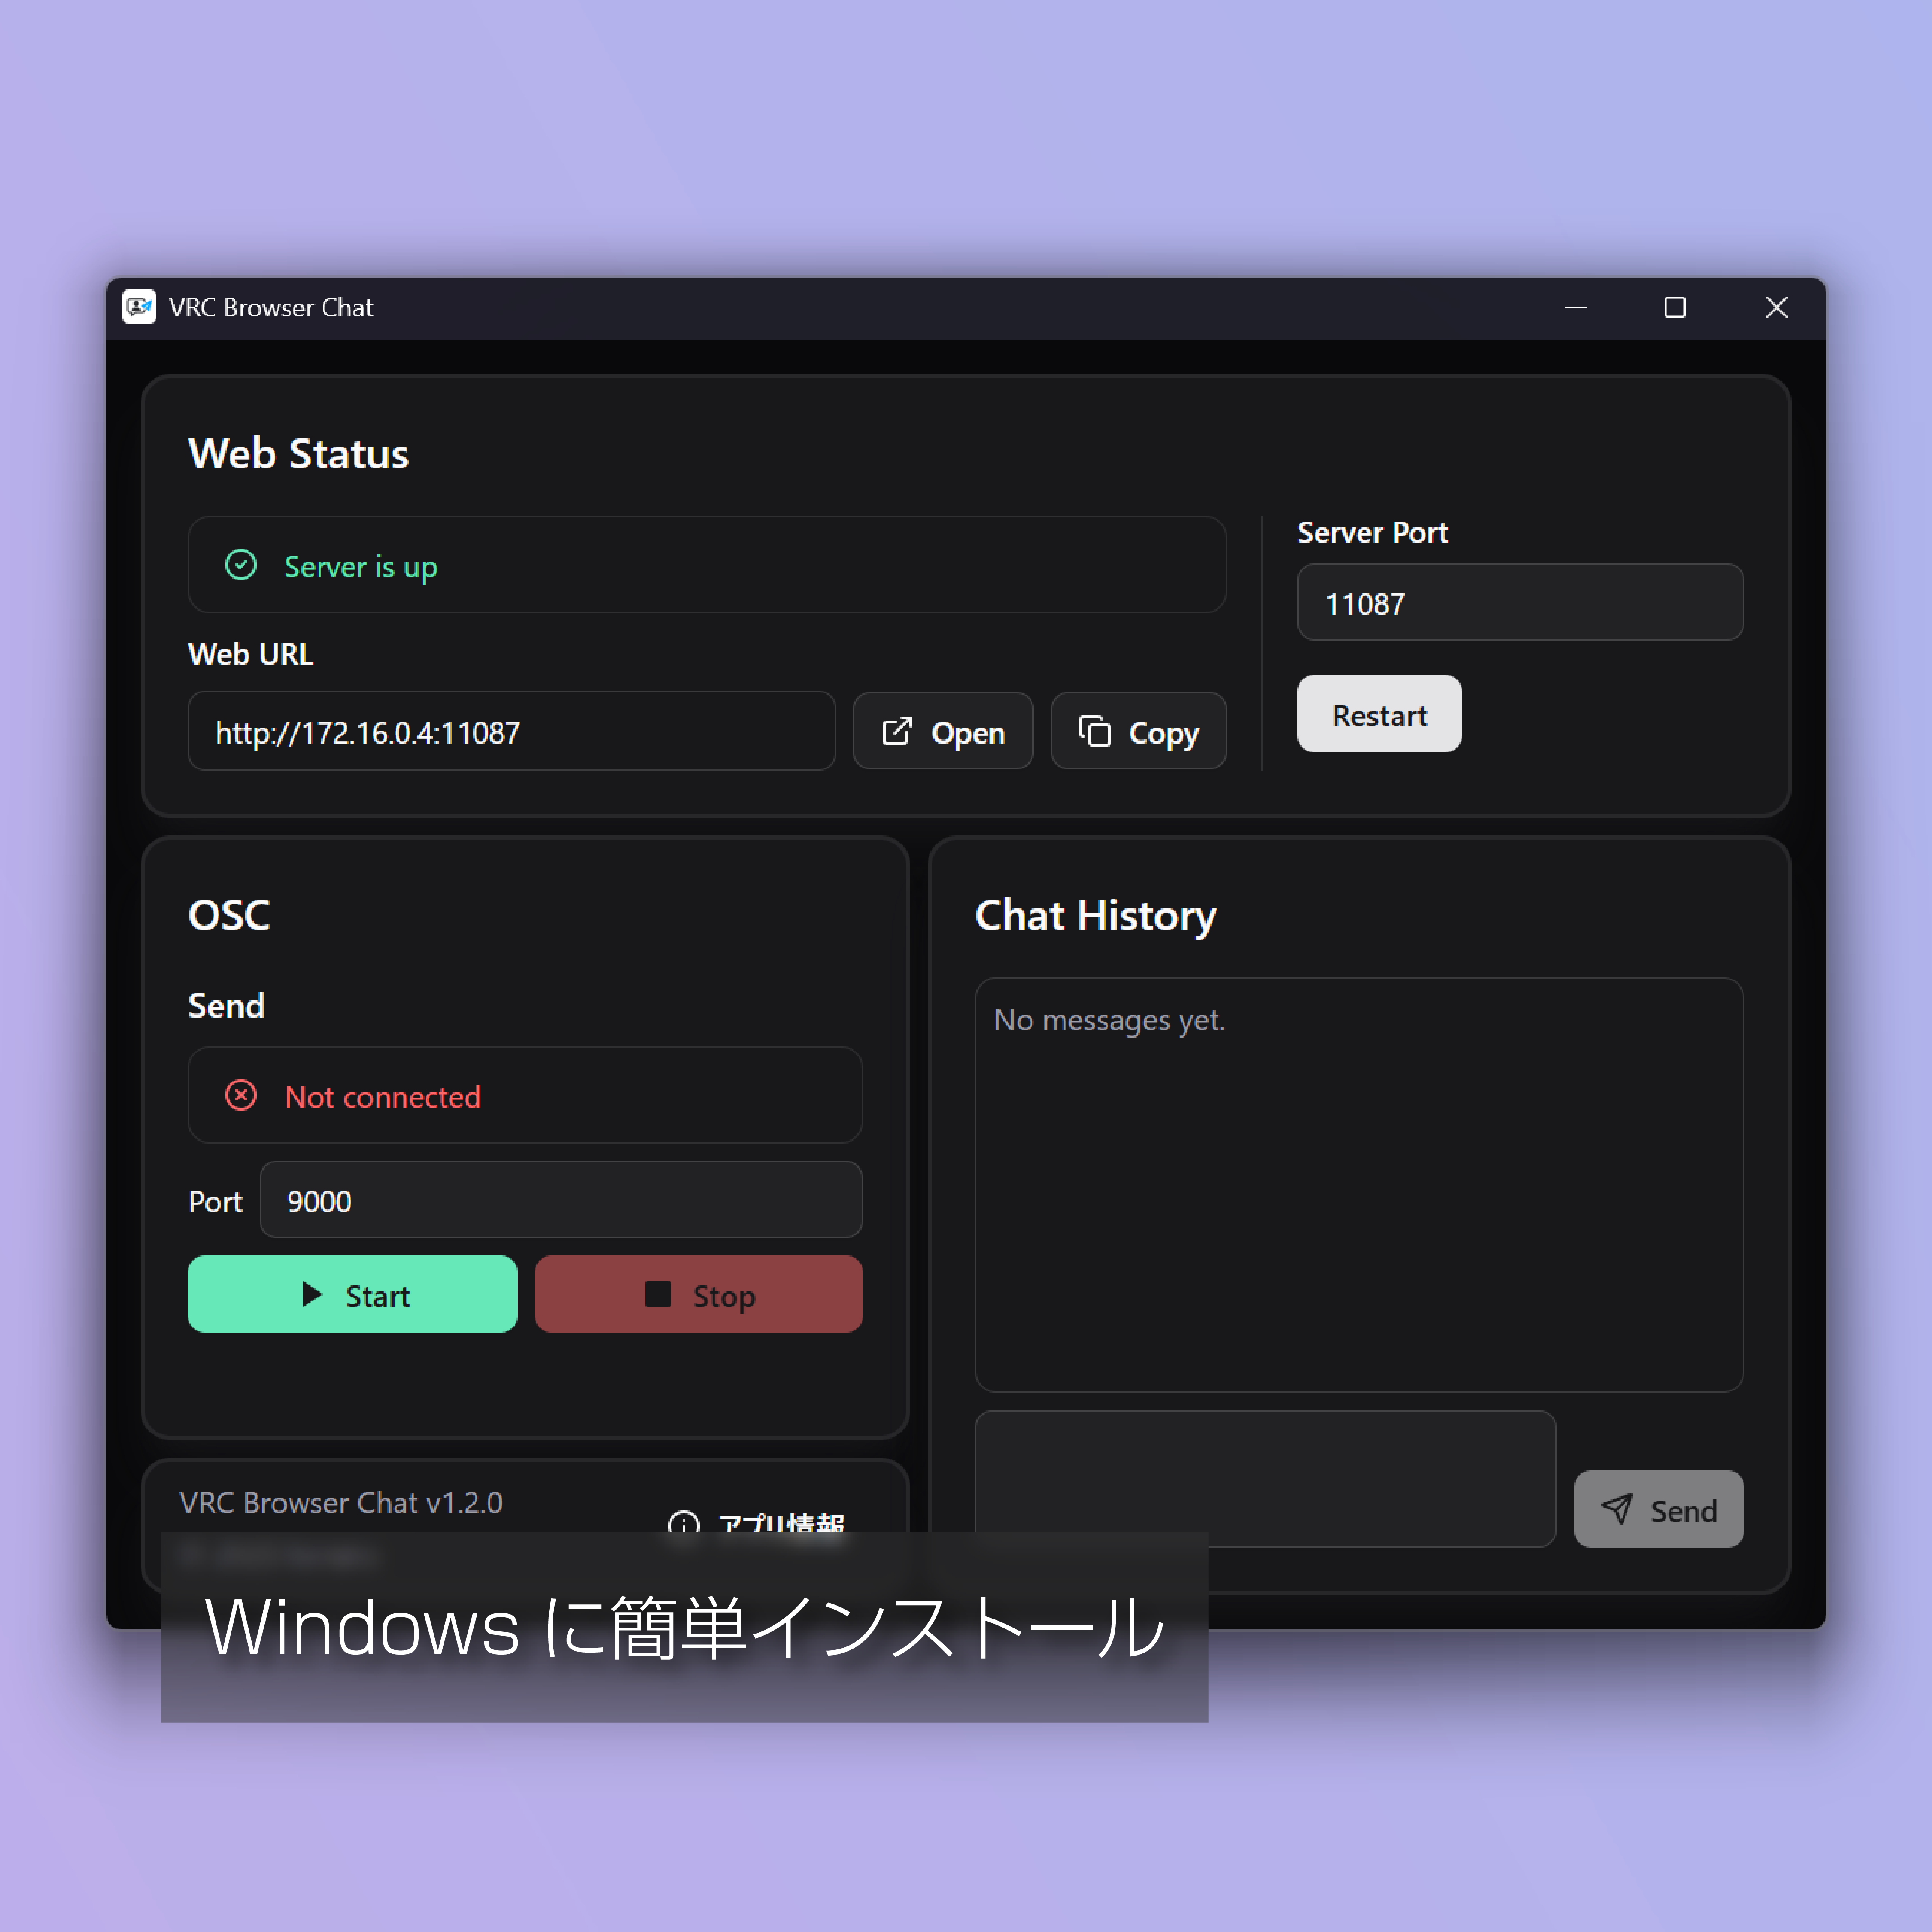 VRC Browser Chat
Web Status
Server is up
Web URL
http://172.16.0.4:11087
Open
Copy
Server Port
11087
Restart
OSC
Send
Not connected
Port
9000
Start
Stop
Chat History
No messages yet.
Send
VRC Browser Chat v1.2.0
アプリ情報
Windows に簡単インストール